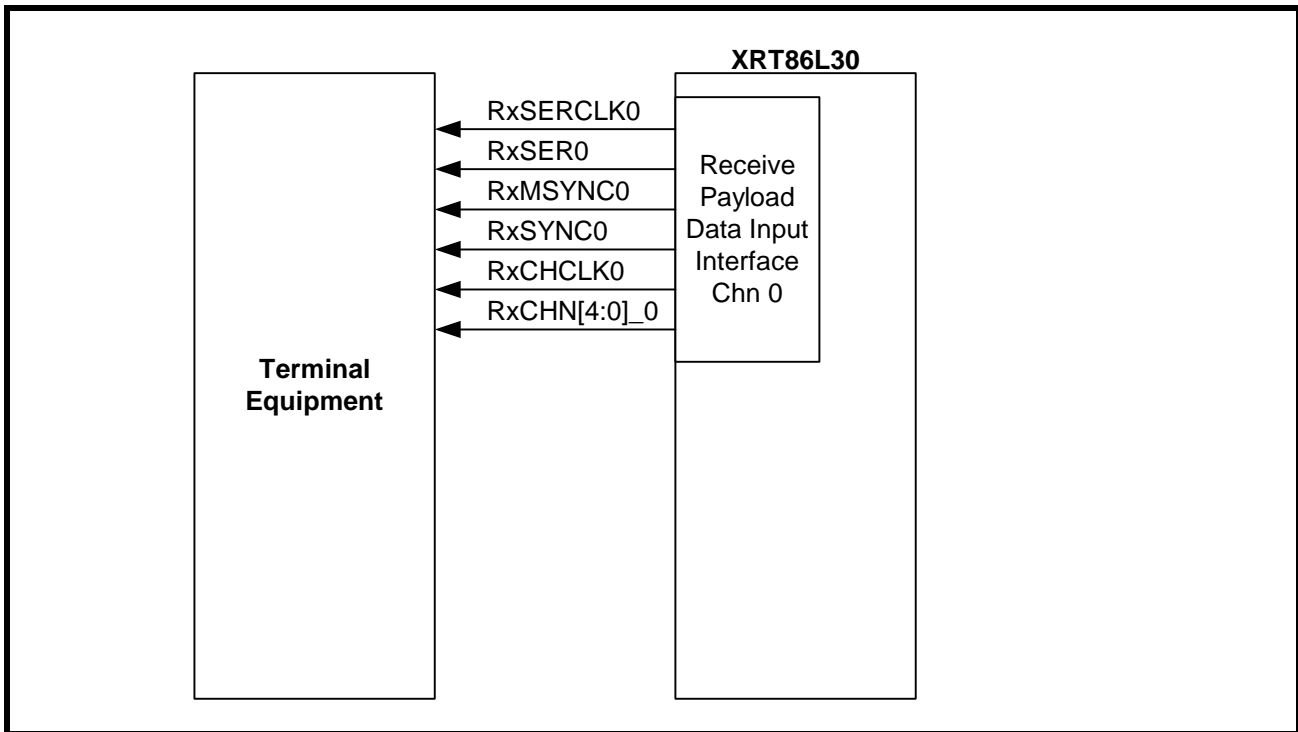 XRT86L30
RxSERCLK0
RxSER0
RxMSYNC0
RxSYNC0
RxCHCLK0
RxCHN[4:0]_0
Receive
Payload
Data Input
Interface
Chn 0
Terminal
Equipment